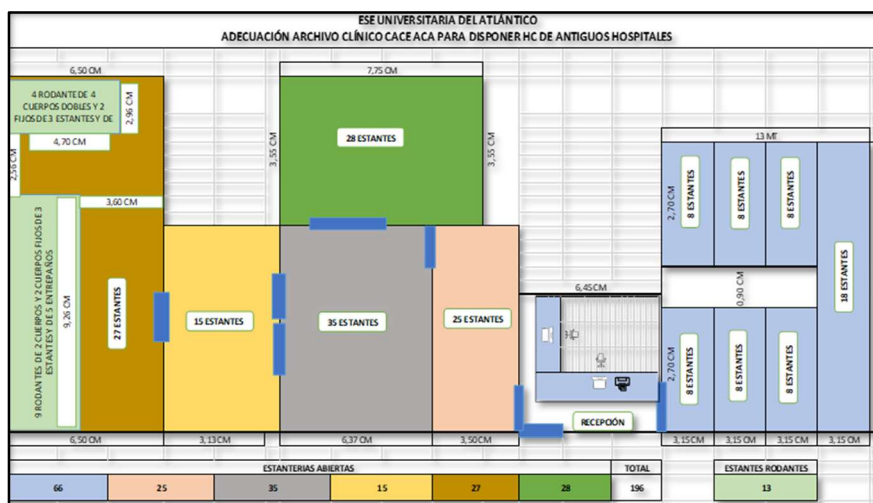 ESE UNIVERSITARIA DEL ATLÁNTICO
ADECUACIÓN ARCHIVO CLÍNICO CACE ACA PARA DISPONER HC DE ANTIGUOS HOSPITALES
6,50 CM
7,75 CM
4 RODANTE DE 4
CUERPOS DOBLES Y 2
FIJOS DE 3 ESTANTES Y DE
2,96 CM
4,70 CM
2,56 CM
3,55 CM
28 ESTANTES
3,55 CM
13 MT
2,70 CM
8 ESTANTES
8 ESTANTES
8 ESTANTES
18 ESTANTES
3,60 CM
9 RODANTES DE 2 CUERPOS Y 2 CUERPOS FIJOS DE 3
ESTANTES Y DE 5 ENTREPAÑOS
9,26 CM
27 ESTANTES
15 ESTANTES
35 ESTANTES
25 ESTANTES
6,45 CM
0,90 CM
2,70 CM
8 ESTANTES
8 ESTANTES
8 ESTANTES
RECEPCIÓN
6,50 CM
3,13 CM
6,37 CM
3,50 CM
3,15 CM
3,15 CM
3,15 CM
3,15 CM
ESTANTERIAS ABIERTAS
TOTAL
ESTANTES RODANTES
66
25
35
15
27
28
196
13